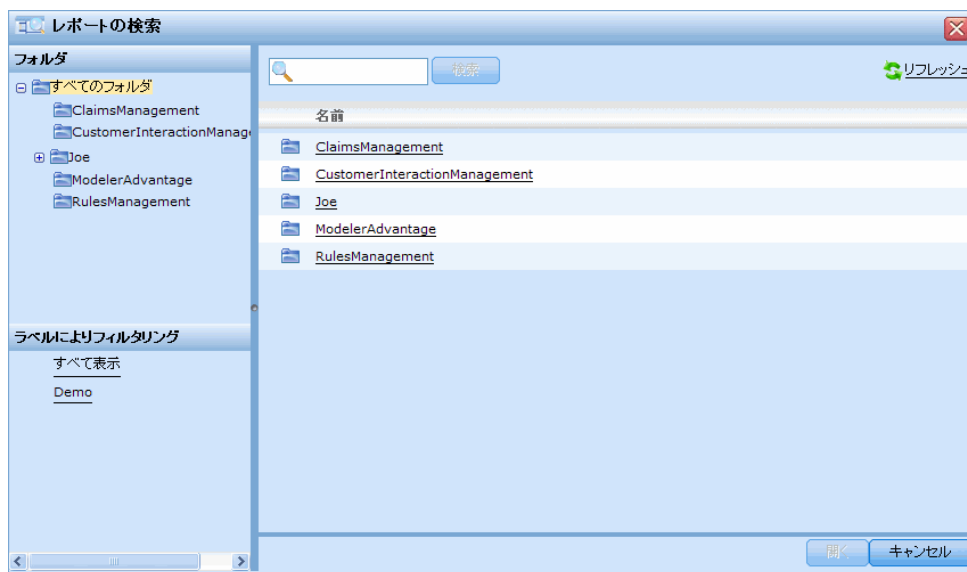 レポートの検索
フォルダ
すべてのフォルダ
ClaimsManagement
CustomerInteractionManage
Joe
ModelerAdvantage
RulesManagement
ラベルによりフィルタリング
すべて表示
Demo
検索
リフレッシュ
名前
ClaimsManagement
CustomerInteractionManagement
Joe
ModelerAdvantage
RulesManagement
開く
キャンセル